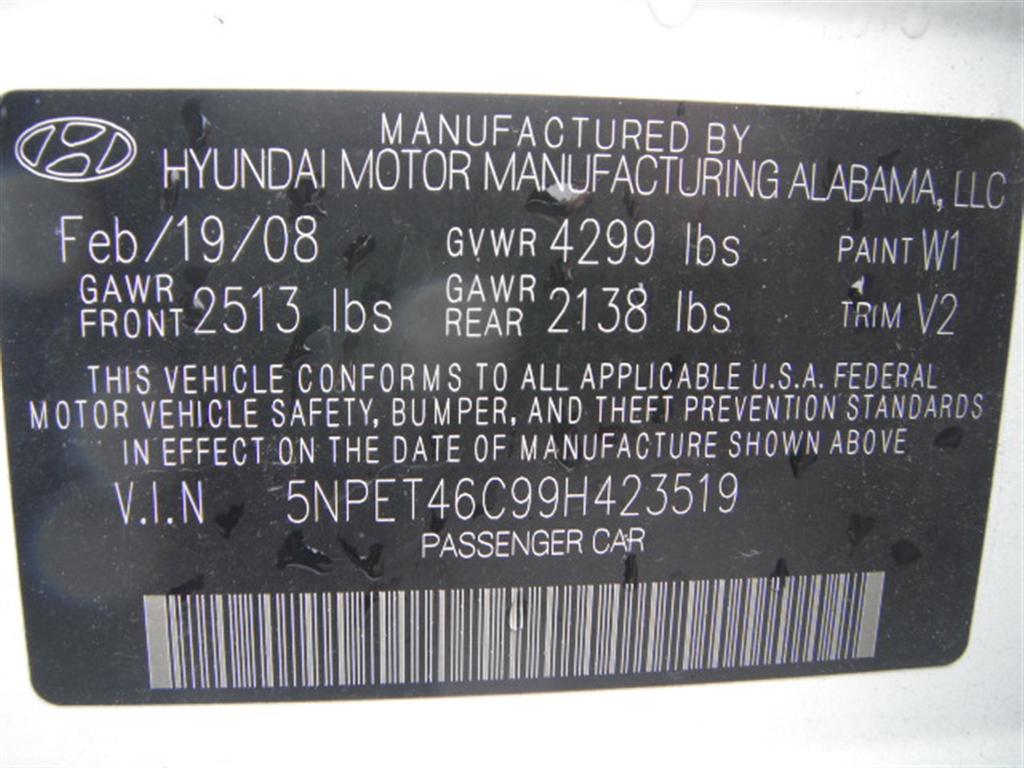 MANUFACTURED BY
HYUNDAI MOTOR MANUFACTURING ALABAMA, LLC
Feb/19/08 GVWR 4299 lbs PAINT W1
GAWR FRONT 2513 lbs GAWR REAR 2138 lbs TRIM V2
THIS VEHICLE CONFORMS TO ALL APPLICABLE U.S.A. FEDERAL
MOTOR VEHICLE SAFETY, BUMPER, AND THEFT PREVENTION STANDARDS
IN EFFECT ON THE DATE OF MANUFACTURE SHOWN ABOVE
V.I.N 5NPET46C99H423519
PASSENGER CAR